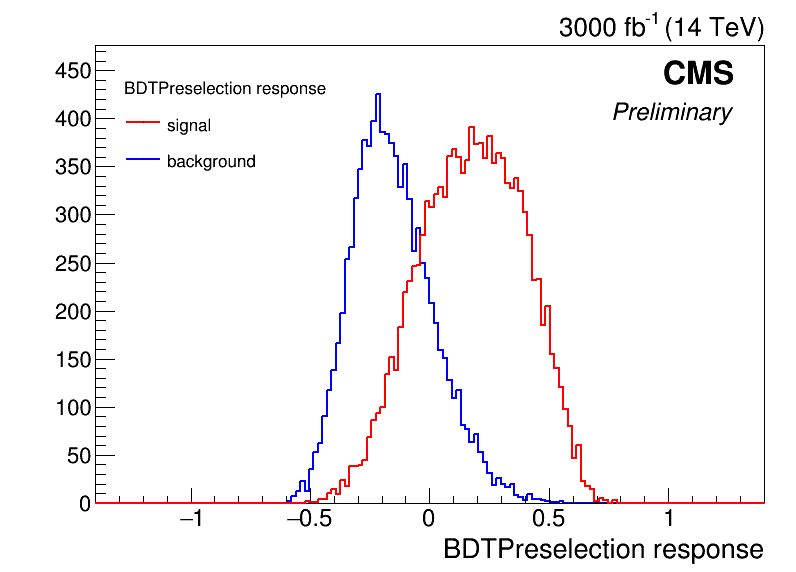 3000 fb-1 (14 TeV)
CMS
Preliminary
BDTPreselection response
signal
background
450
400
350
300
250
200
150
100
50
0
−1
−0.5
0
0.5
1
BDTPreselection response